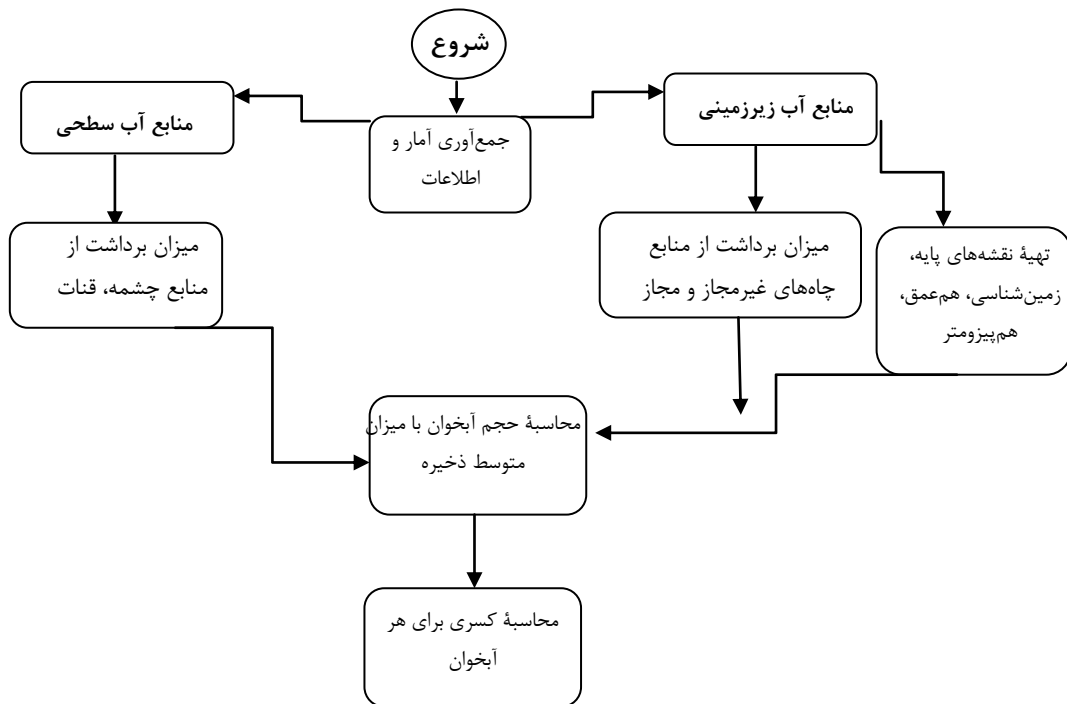 شروع
جمع‌آوری آمار و
اطلاعات
منابع آب زیرزمینی
منابع آب سطحی
تهیهٔ نقشه‌های پایه،
زمین‌شناسی، هم‌عمق،
هم‌پیزومتر
میزان برداشت از منابع
چاه‌های غیرمجاز و مجاز
میزان برداشت از
منابع چشمه، قنات
محاسبهٔ حجم آبخوان با میزان
متوسط ذخیره
محاسبهٔ کسری برای هر
آبخوان